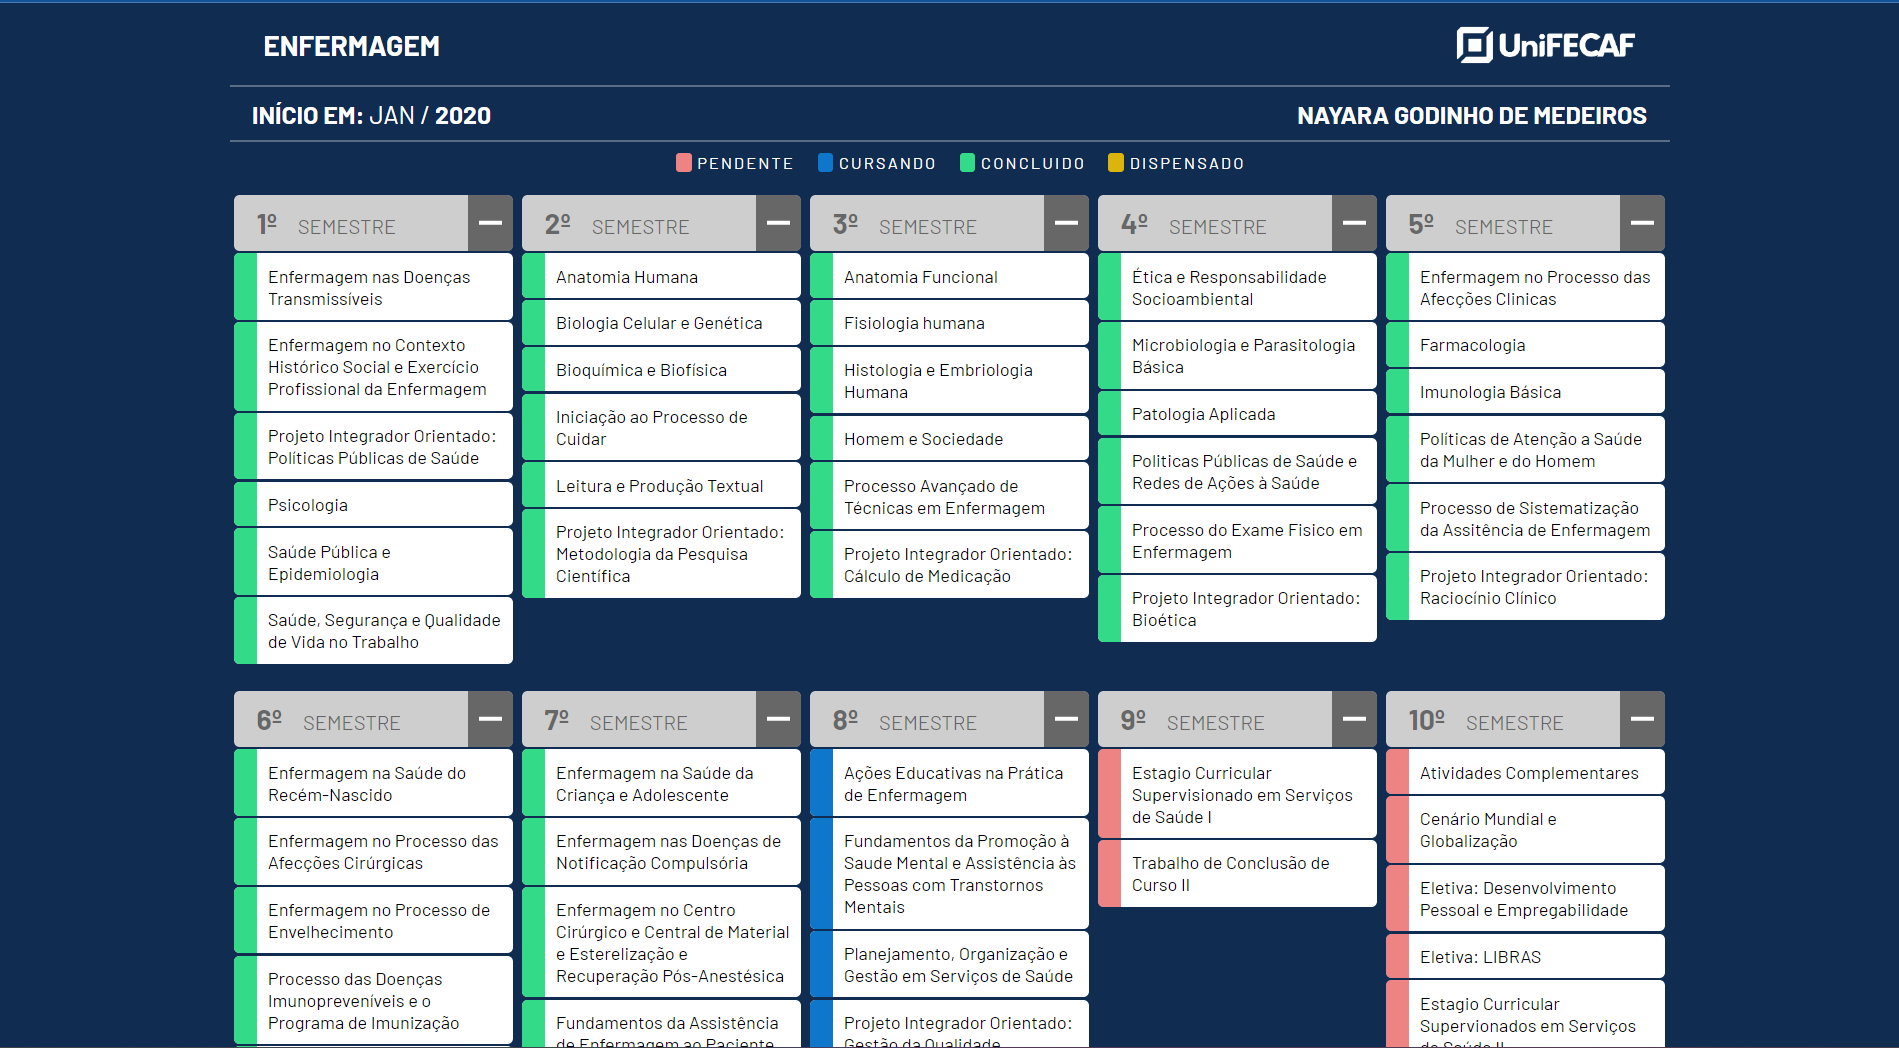 ENFERMAGEM
UniFECAF
INÍCIO EM: JAN / 2020
NAYARA GODINHO DE MEDEIROS
PENDENTE
CURSANDO
CONCLUIDO
DISPENSADO
1º SEMESTRE
Enfermagem nas Doenças
Transmissíveis
Enfermagem no Contexto
Histórico Social e Exercício
Profissional da Enfermagem
Projeto Integrador Orientado:
Políticas Públicas de Saúde
Psicologia
Saúde Pública e
Epidemiologia
Saúde, Segurança e Qualidade
de Vida no Trabalho
2º SEMESTRE
Anatomia Humana
Biologia Celular e Genética
Bioquímica e Biofísica
Iniciação ao Processo de
Cuidar
Leitura e Produção Textual
Projeto Integrador Orientado:
Metodologia da Pesquisa
Científica
3º SEMESTRE
Anatomia Funcional
Fisiologia humana
Histologia e Embriologia
Humana
Homem e Sociedade
Processo Avançado de
Técnicas em Enfermagem
Projeto Integrador Orientado:
Cálculo de Medicação
4º SEMESTRE
Ética e Responsabilidade
Socioambiental
Microbiologia e Parasitologia
Básica
Patologia Aplicada
Politicas Públicas de Saúde e
Redes de Ações à Saúde
Processo do Exame Fisico em
Enfermagem
Projeto Integrador Orientado:
Bioética
5º SEMESTRE
Enfermagem no Processo das
Afecções Clinicas
Farmacologia
Imunologia Básica
Políticas de Atenção a Saúde
da Mulher e do Homem
Processo de Sistematização
da Assitência de Enfermagem
Projeto Integrador Orientado:
Raciocínio Clínico
6º SEMESTRE
Enfermagem na Saúde do
Recém-Nascido
Enfermagem no Processo das
Afecções Cirúrgicas
Enfermagem no Processo de
Envelhecimento
Processo das Doenças
Imunopreveníveis e o
Programa de Imunização
7º SEMESTRE
Enfermagem na Saúde da
Criança e Adolescente
Enfermagem nas Doenças de
Notificação Compulsória
Enfermagem no Centro
Cirúrgico e Central de Material
e Esterelização e
Recuperação Pós-Anestésica
Fundamentos da Assistência
de Enfermagem ao Paciente
8º SEMESTRE
Ações Educativas na Prática
de Enfermagem
Fundamentos da Promoção à
Saude Mental e Assistência às
Pessoas com Transtornos
Mentais
Planejamento, Organização e
Gestão em Serviços de Saúde
Projeto Integrador Orientado:
Gestão da Qualidade
9º SEMESTRE
Estagio Curricular
Supervisionado em Serviços
de Saúde I
Trabalho de Conclusão de
Curso II
10º SEMESTRE
Atividades Complementares
Cenário Mundial e
Globalização
Eletiva: Desenvolvimento
Pessoal e Empregabilidade
Eletiva: LIBRAS
Estagio Curricular
Supervionados em Serviços
de Saúde II